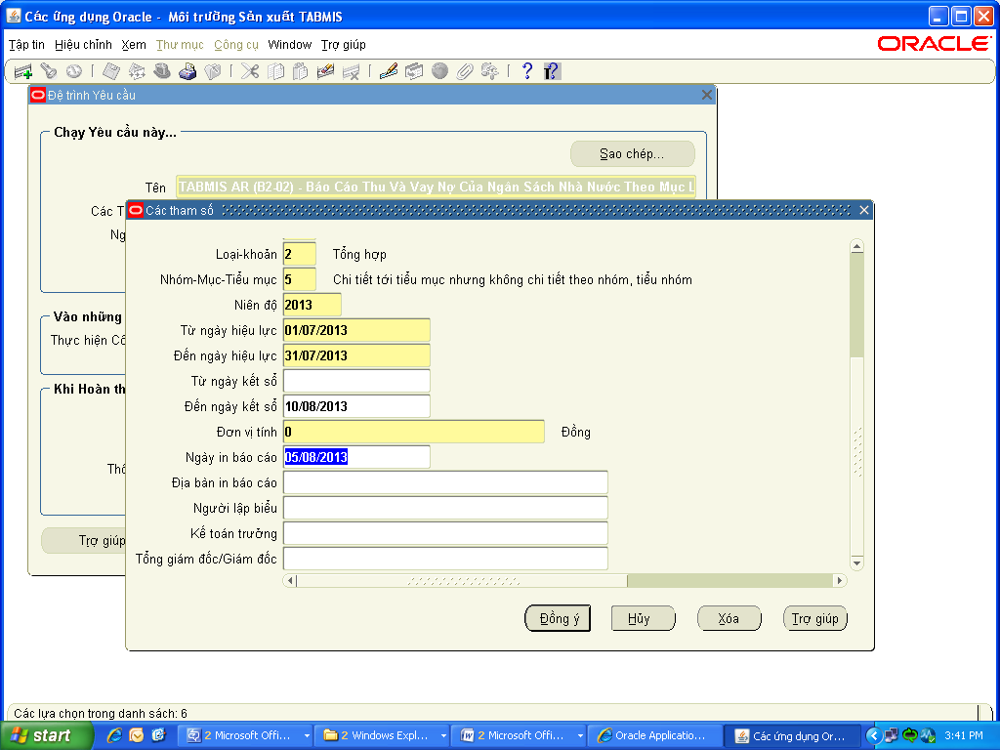 Các ứng dụng Oracle - Môi trường Sản xuất TABMIS
Tập tin Hiệu chỉnh Xem Thư mục Công cụ Window Trợ giúp
ORACLE
Đệ trình Yêu cầu
Chạy Yêu cầu này...
Sao chép...
Tên TABMIS AR (B2-02) - Báo Cáo Thu Và Vay Nợ Của Ngân Sách Nhà Nước Theo Mục L
Các T
Ng
Vào những
Thực hiện Cô
Khi Hoàn th
Thô
Trợ giúp
Các tham số
Loại-khoản 2 Tổng hợp
Nhóm-Mục-Tiểu mục 5 Chi tiết tới tiểu mục nhưng không chi tiết theo nhóm, tiểu nhóm
Niên độ 2013
Từ ngày hiệu lực 01/07/2013
Đến ngày hiệu lực 31/07/2013
Từ ngày kết sổ
Đến ngày kết sổ 10/08/2013
Đơn vị tính 0 Đồng
Ngày in báo cáo 05/08/2013
Địa bàn in báo cáo
Người lập biểu
Kế toán trưởng
Tổng giám đốc/Giám đốc
Đồng ý Hủy Xóa Trợ giúp
Các lựa chọn trong danh sách: 6
start 2 Microsoft Offi... 2 Windows Expl... 2 Microsoft Offi... Oracle Applicatio... Các ứng dụng Or... 3:41 PM